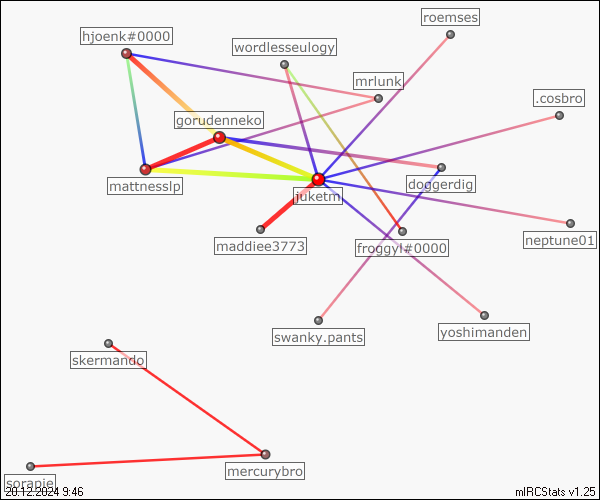 roemses
hjoenk#0000
wordlesseulogy
mrlunk
.cosbro
gorudenneko
mattnesslp
doggerdig
juketm
maddiee3773
froggyl#0000
neptune01
swanky.pants
yoshimanden
skermando
mercurybro
sorapie
20.12.2024 9:46
mIRCStats v1.25